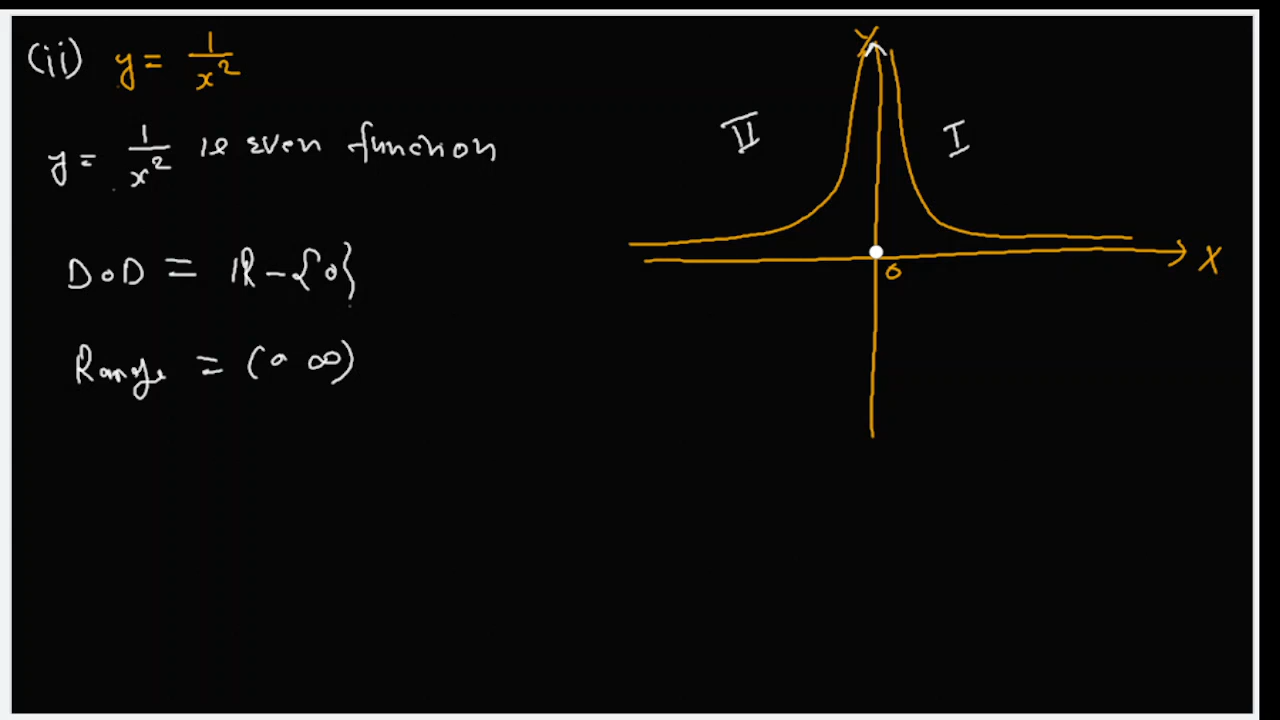 (ii) y = 1/x²
y = 1/x² is even function
DoD = R - {0}
Range = (0 ∞)
Y
II
I
X
0